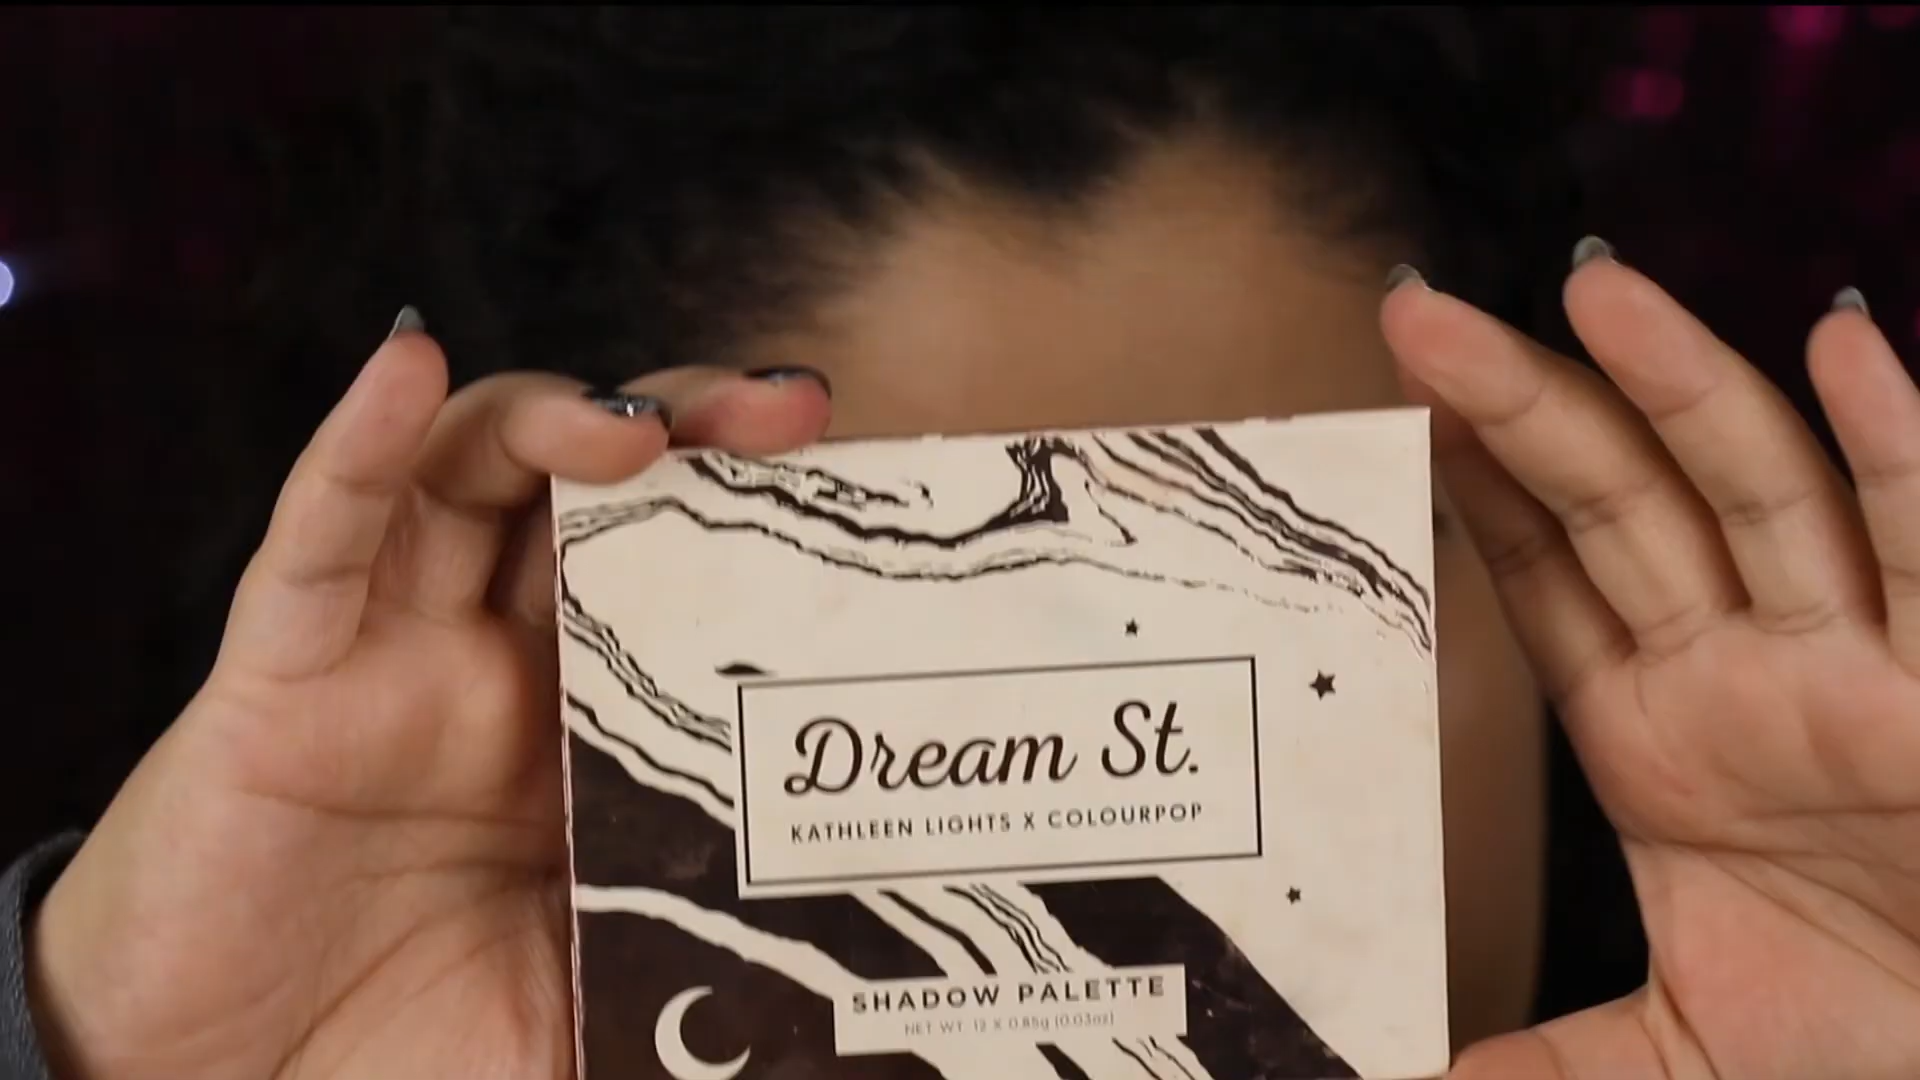 Dream St.
KATHLEEN LIGHTS X COLOURPOP
SHADOW PALETTE
NET WT. 12 X 0.85g (0.03oz)